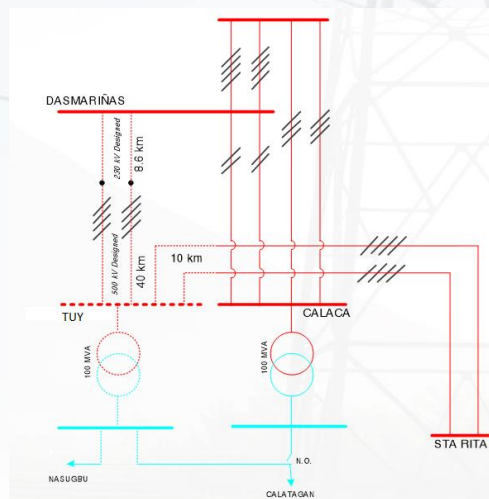 DASMARIÑAS
230 kV Designed
8.6 km
500 kV Designed
40 km
10 km
TUY
CALACA
100 MVA
100 MVA
STA RITA
N.O.
NASUGBU
CALATAGAN